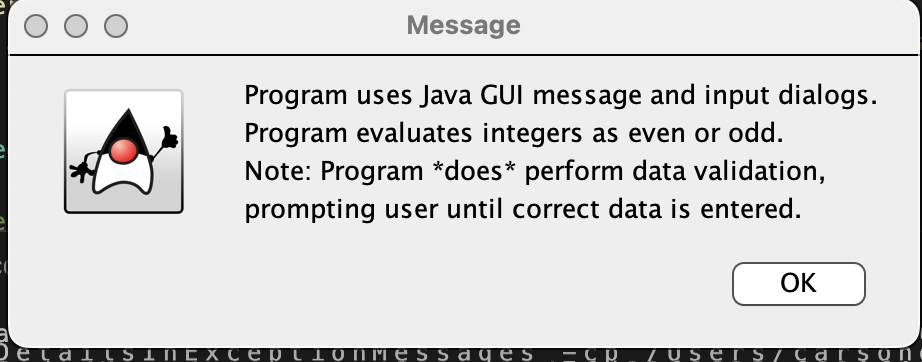 Message
Program uses Java GUI message and input dialogs.
Program evaluates integers as even or odd.
Note: Program *does* perform data validation,
prompting user until correct data is entered.
OK
DetailsInExceptionMessages -cp /users/carson